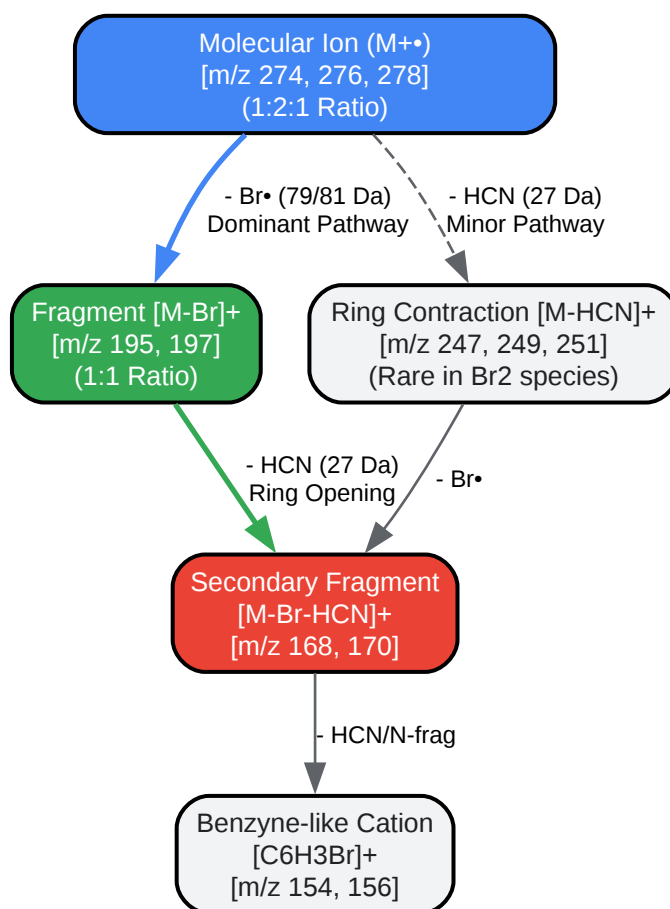 Molecular Ion (M+•)
[m/z 274, 276, 278]
(1:2:1 Ratio)
- Br• (79/81 Da)
Dominant Pathway
- HCN (27 Da)
Minor Pathway
Fragment [M-Br]+
[m/z 195, 197]
(1:1 Ratio)
Ring Contraction [M-HCN]+
[m/z 247, 249, 251]
(Rare in Br2 species)
- HCN (27 Da)
Ring Opening
- Br•
Secondary Fragment
[M-Br-HCN]+
[m/z 168, 170]
- HCN/N-frag
Benzyne-like Cation
[C6H3Br]+
[m/z 154, 156]